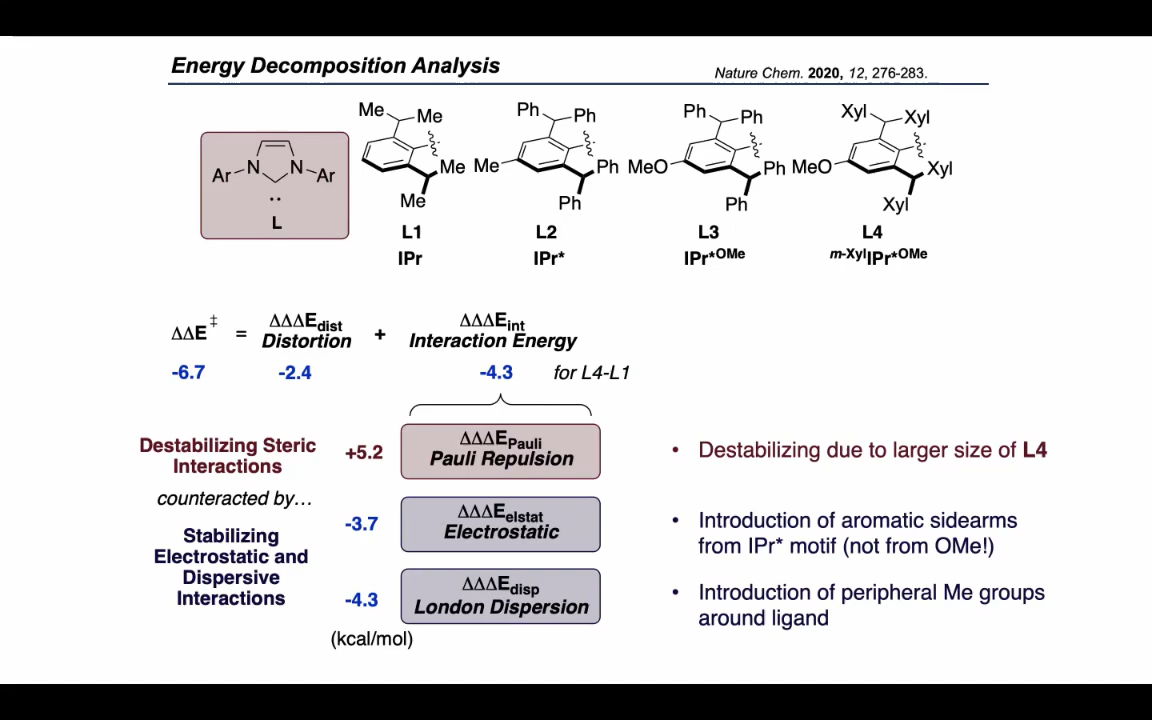 Energy Decomposition Analysis
Nature Chem. 2020, 12, 276-283.
Me
Me
Me
Me
Ph
Ph
Me
Ph
Ph
Ph
Ph
MeO
Ph
Ph
Xyl
Xyl
MeO
Xyl
Xyl
Ar
N
N
Ar
L
L1
L2
L3
L4
IPr
IPr*
IPr*OMe
m-XylIPr*OMe
ΔΔE‡ = ΔΔΔEdist + ΔΔΔEint
Distortion
Interaction Energy
-6.7
-2.4
-4.3
for L4-L1
Destabilizing Steric
Interactions
+5.2
ΔΔΔEPauli
Pauli Repulsion
• Destabilizing due to larger size of L4
counteracted by…
Stabilizing
Electrostatic and
Dispersive
Interactions
-3.7
ΔΔΔEelstat
Electrostatic
• Introduction of aromatic sidearms
from IPr* motif (not from OMe!)
-4.3
ΔΔΔEdisp
London Dispersion
• Introduction of peripheral Me groups
around ligand
(kcal/mol)